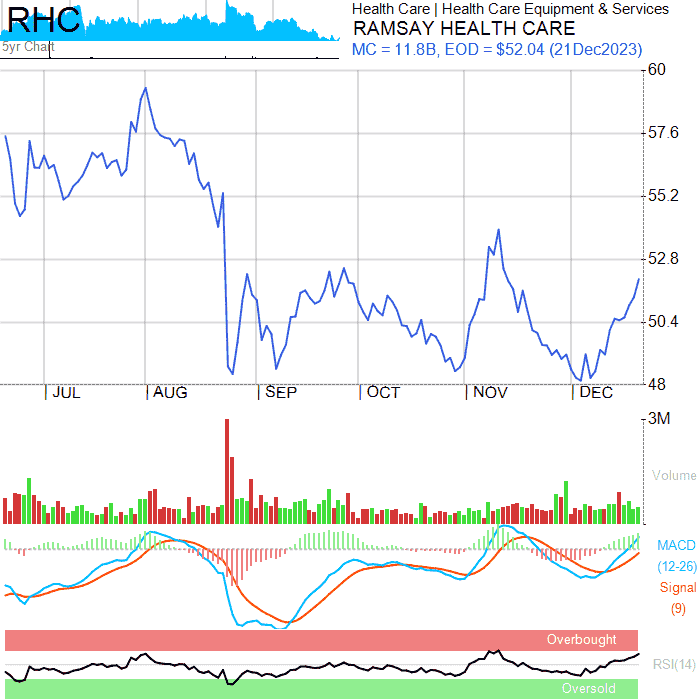 RHC
5yr Chart
Health Care | Health Care Equipment & Services
RAMSAY HEALTH CARE
MC = 11.8B, EOD = $52.04 (21Dec2023)
60
57.6
55.2
52.8
50.4
48
JUL
AUG
SEP
OCT
NOV
DEC
3M
Volume
MACD
(12-26)
Signal
(9)
Overbought
RSI(14)
Oversold